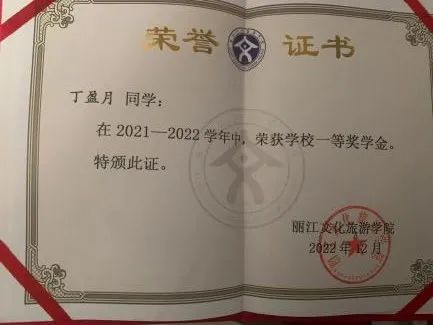 荣誉证书
丁盈月 同学：
在 2021—2022 学年中，荣获学校一等奖学金。
特颁此证。
丽江文化旅游学院
2022 年 12 月